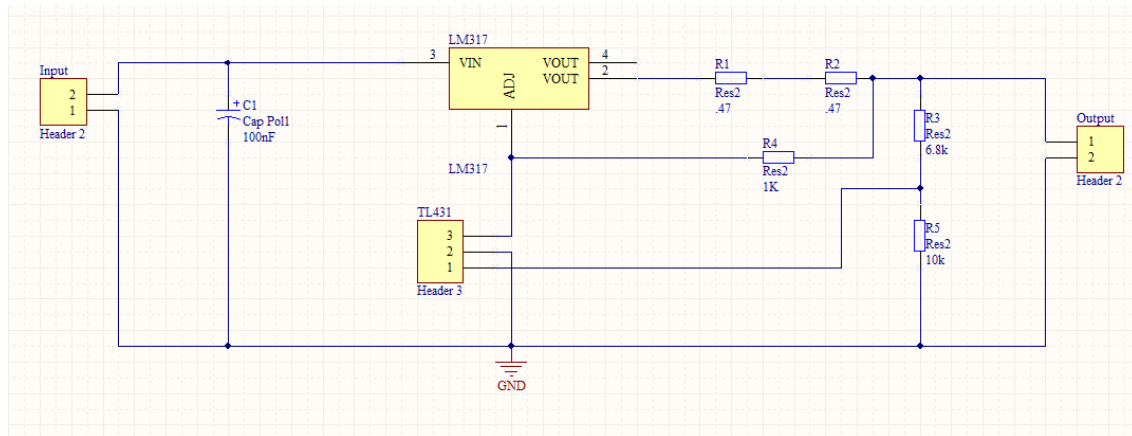 Input
2
1
Header 2
C1
Cap Pol1
100nF
LM317
3
VIN
ADJ
VOUT
VOUT
4
2
1
LM317
R1
Res2
.47
R2
Res2
.47
R4
Res2
1K
R3
Res2
6.8k
R5
Res2
10k
Output
1
2
Header 2
TL431
3
2
1
Header 3
GND